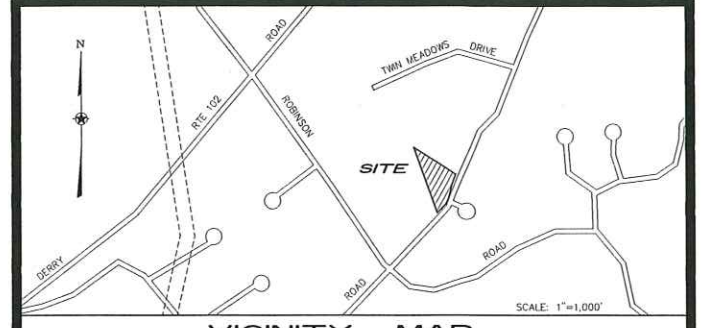 N
ROAD
TWIN MEADOWS DRIVE
RTE 102
ROBINSON
SITE
DERRY
ROAD
ROAD
SCALE: 1"=1,000'
VICINITY MAP